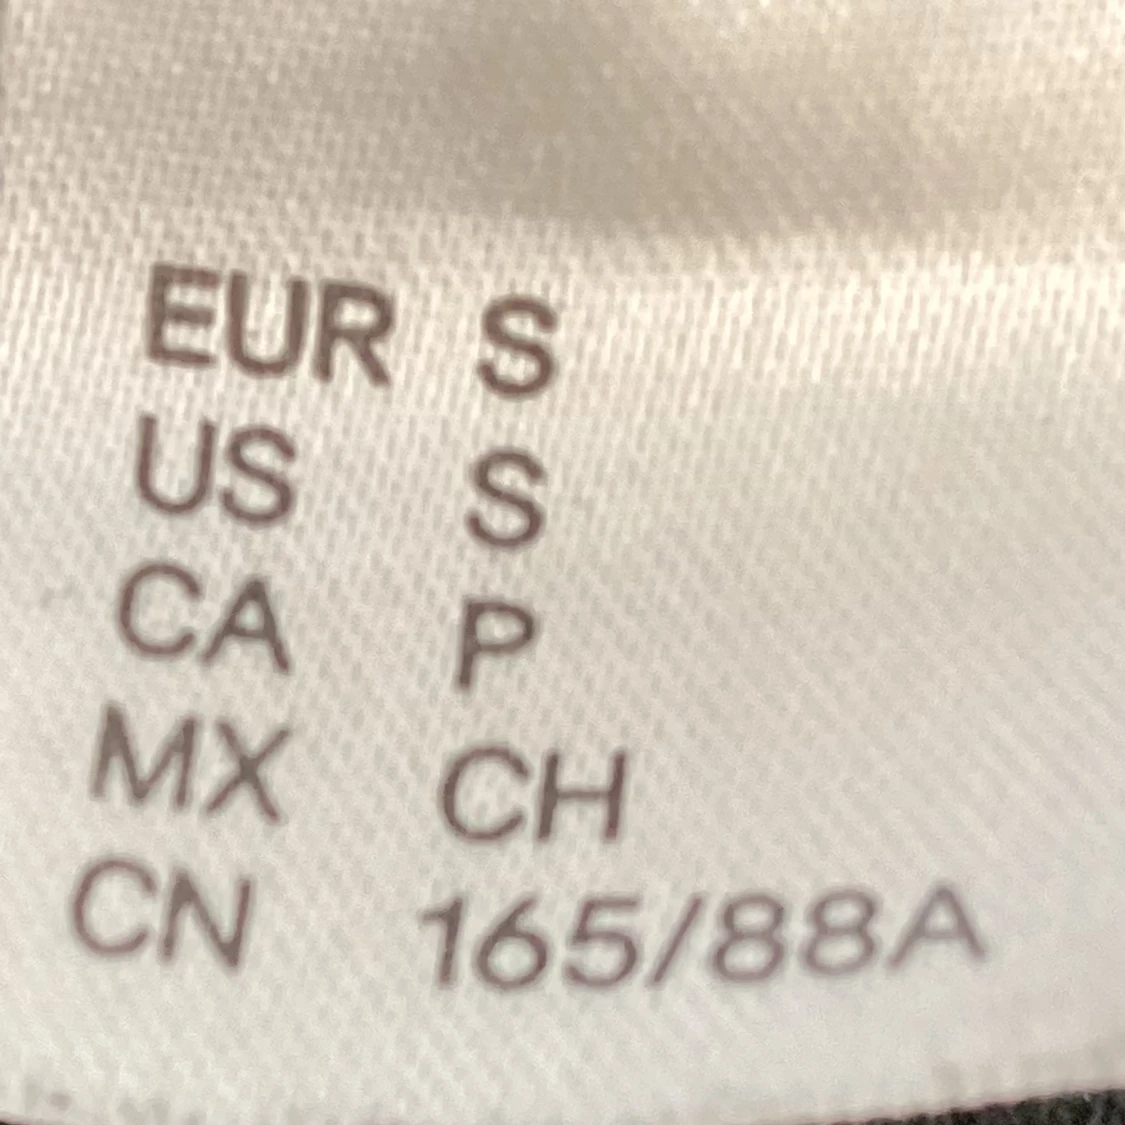 EUR S
US S
CA P
MX CH
CN 165/88A